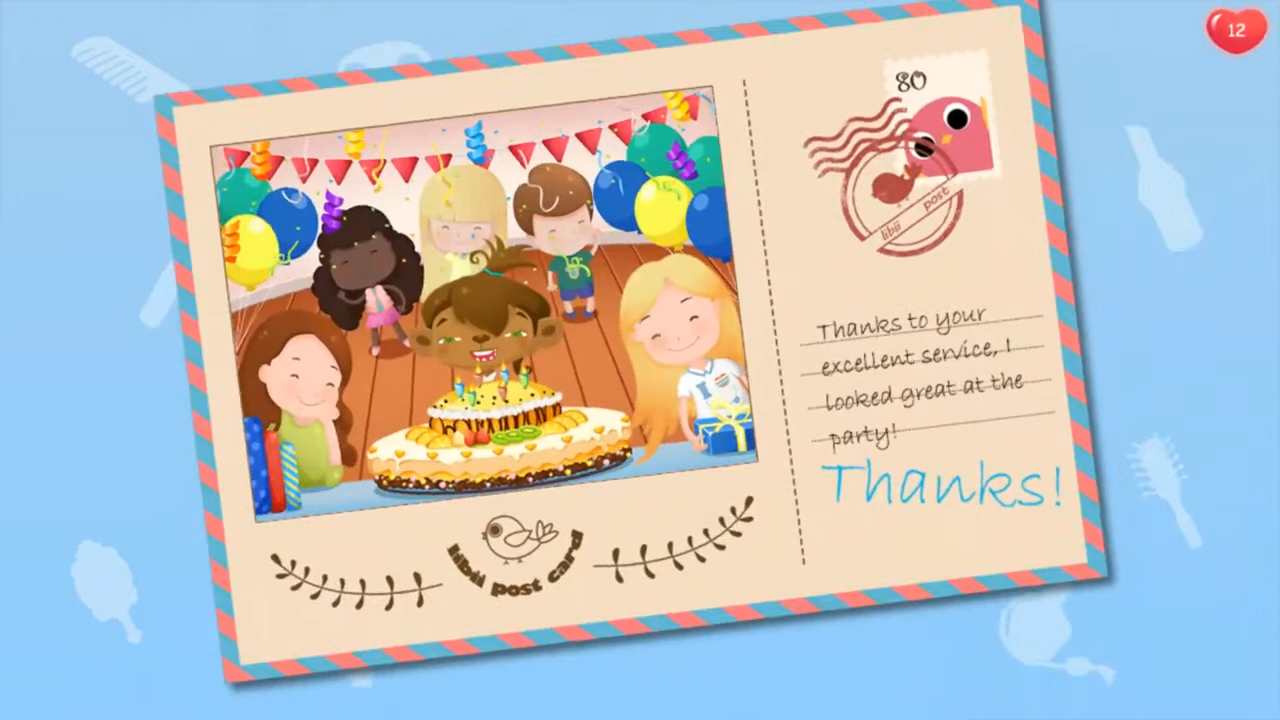 12
80
libii post
Thanks to your
excellent service, I
looked great at the
party!
Thanks!
libii post card
I